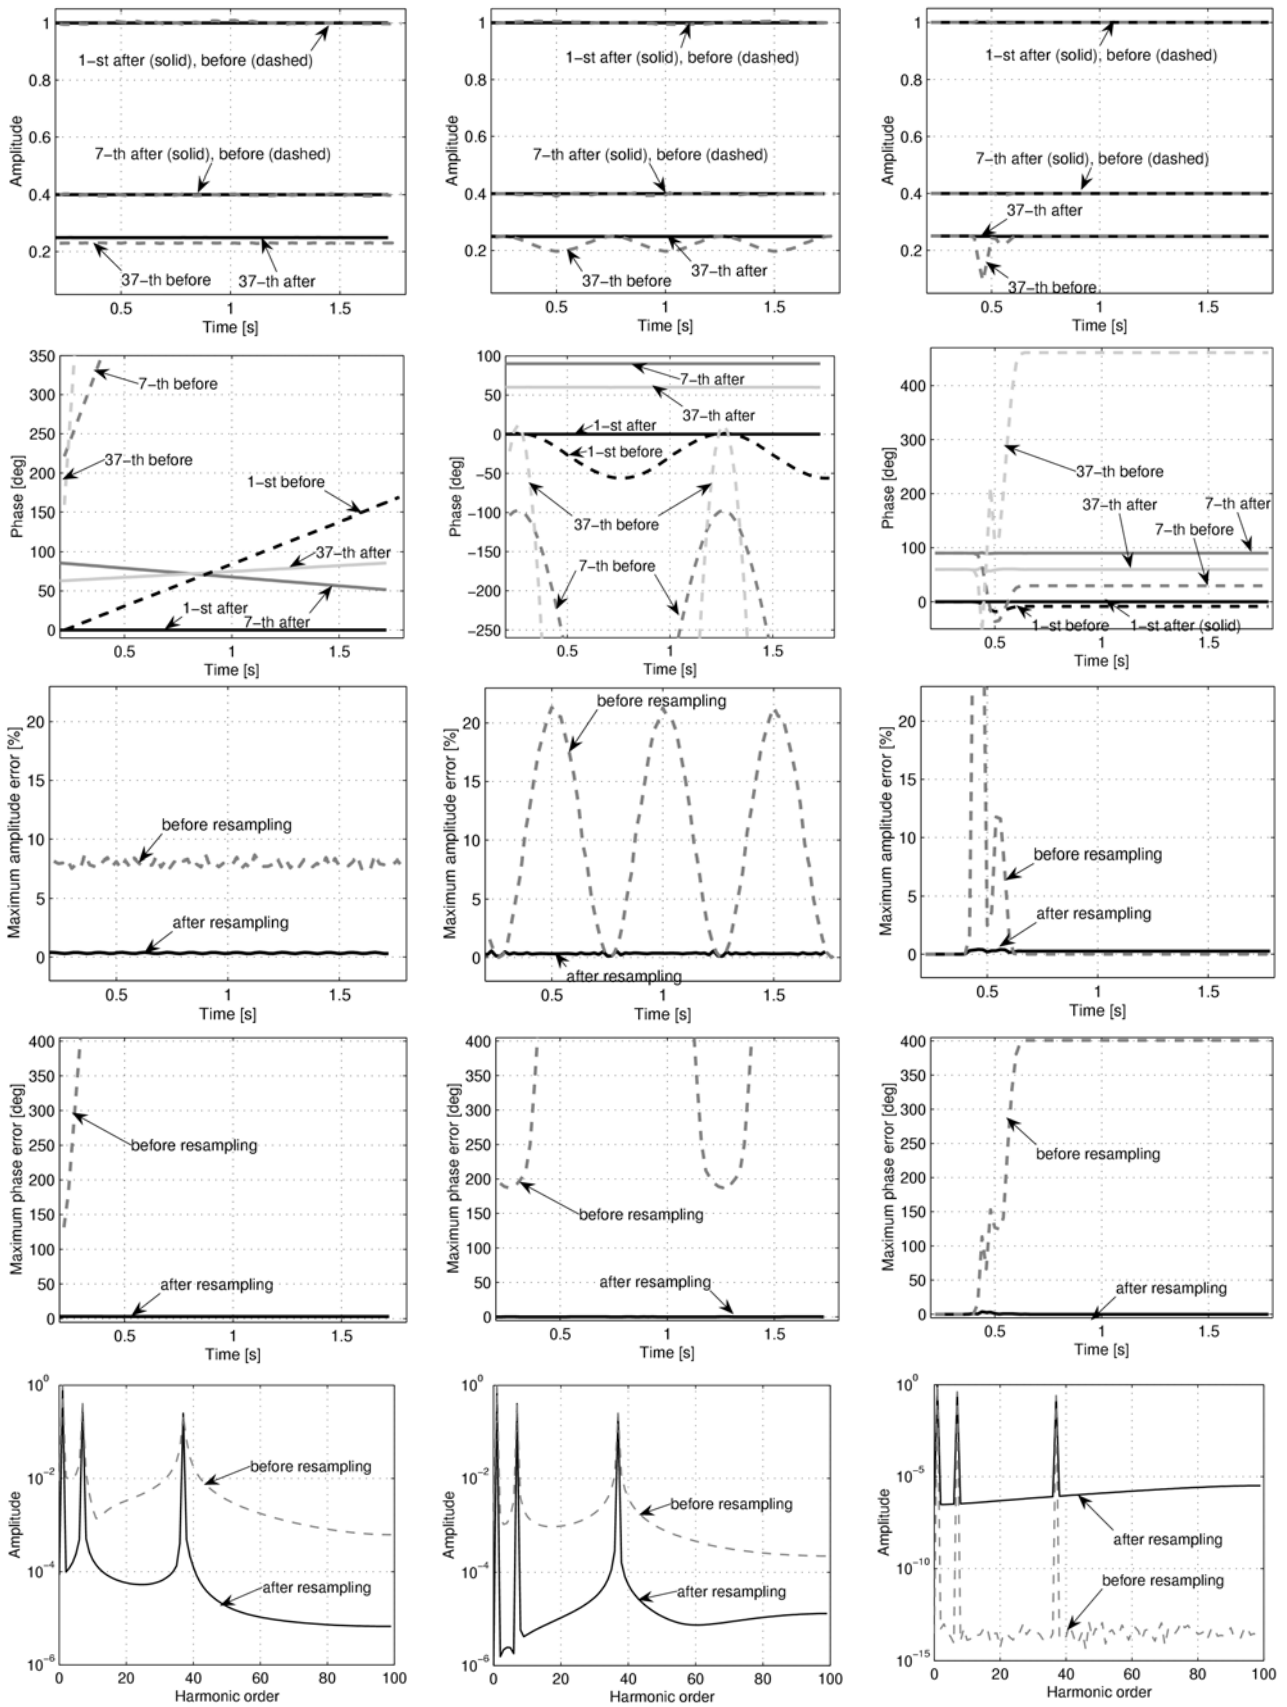 1
0.8
0.6
0.4
0.2
Amplitude
1−st after (solid), before (dashed)
7−th after (solid), before (dashed)
37−th before
37−th after
0.5
1
1.5
Time [s]
1
0.8
0.6
0.4
0.2
Amplitude
1−st after (solid), before (dashed)
7−th after (solid), before (dashed)
37−th after
37−th before
0.5
1
1.5
Time [s]
1
0.8
0.6
0.4
0.2
Amplitude
1−st after (solid), before (dashed)
7−th after (solid), before (dashed)
37−th after
37−th before
0.5
1
1.5
Time [s]
350
300
250
200
150
100
50
0
Phase [deg]
7−th before
37−th before
1−st before
37−th after
1−st after
7−th after
0.5
1
1.5
Time [s]
100
50
0
−50
−100
−150
−200
−250
Phase [deg]
7−th after
37−th after
1−st after
1−st before
37−th before
7−th before
0.5
1
1.5
Time [s]
400
300
200
100
0
Phase [deg]
37−th before
37−th after
7−th after
7−th before
1−st before
1−st after (solid)
0.5
1
1.5
Time [s]
20
15
10
5
0
Maximum amplitude error [%]
before resampling
after resampling
0.5
1
1.5
Time [s]
20
15
10
5
0
Maximum amplitude error [%]
before resampling
after resampling
0.5
1
1.5
Time [s]
20
15
10
5
0
Maximum amplitude error [%]
before resampling
after resampling
0.5
1
1.5
Time [s]
400
350
300
250
200
150
100
50
0
Maximum phase error [deg]
before resampling
after resampling
0.5
1
1.5
Time [s]
400
350
300
250
200
150
100
50
0
Maximum phase error [deg]
before resampling
after resampling
0.5
1
1.5
Time [s]
400
350
300
250
200
150
100
50
0
Maximum phase error [deg]
before resampling
after resampling
0.5
1
1.5
Time [s]
10^0
10^−2
10^−4
10^−6
Amplitude
before resampling
after resampling
0
20
40
60
80
100
Harmonic order
10^0
10^−2
10^−4
10^−6
Amplitude
before resampling
after resampling
0
20
40
60
80
100
Harmonic order
10^0
10^−5
10^−10
10^−15
Amplitude
after resampling
before resampling
0
20
40
60
80
100
Harmonic order